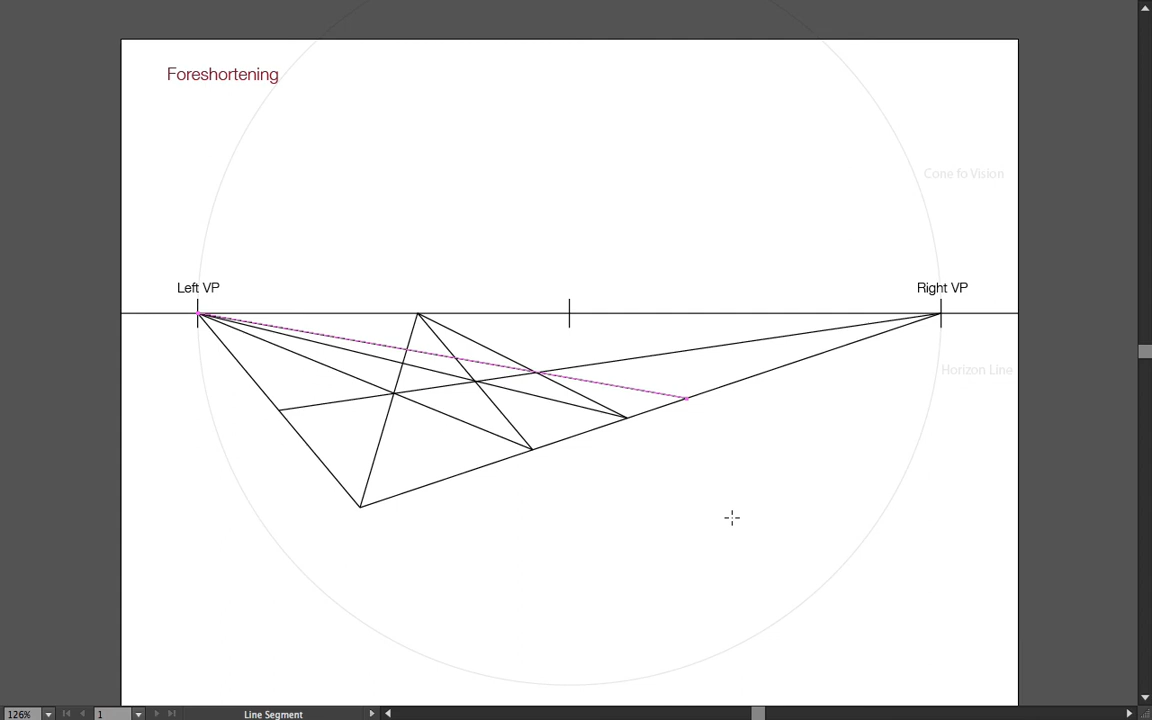 Foreshortening
Cone fo Vision
Left VP
Right VP
Horizon Line
126%
1
Line Segment